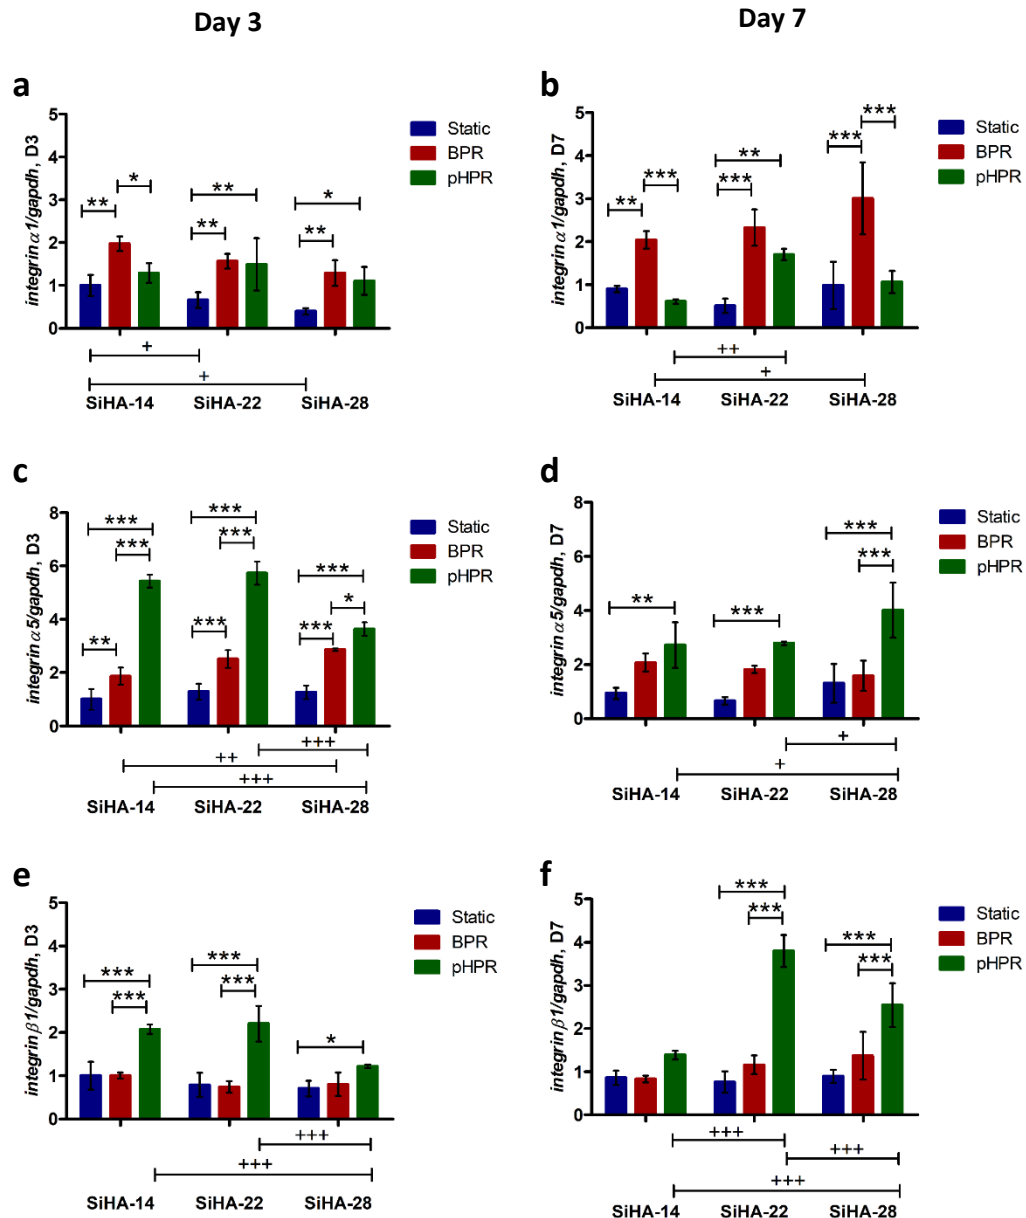 Day 3
Day 7
a
integrin α1/gapdh, D3
5
4
3
2
1
0
** * ** ** ** *
Static
BPR
pHPR
+
+
SiHA-14 SiHA-22 SiHA-28
b
integrin α1/gapdh, D7
5
4
3
2
1
0
** *** *** ** *** ***
Static
BPR
pHPR
++
+
SiHA-14 SiHA-22 SiHA-28
c
integrin α5/gapdh, D3
8
6
4
2
0
** *** *** *** *** *** *** *** *
Static
BPR
pHPR
+++
++
+++
SiHA-14 SiHA-22 SiHA-28
d
integrin α5/gapdh, D7
8
6
4
2
0
** *** *** ***
Static
BPR
pHPR
+
+
SiHA-14 SiHA-22 SiHA-28
e
integrin β1/gapdh, D3
5
4
3
2
1
0
*** *** *** *** *
Static
BPR
pHPR
+++
+++
SiHA-14 SiHA-22 SiHA-28
f
integrin β1/gapdh, D7
5
4
3
2
1
0
*** *** *** ***
Static
BPR
pHPR
+++
+++
+++
SiHA-14 SiHA-22 SiHA-28